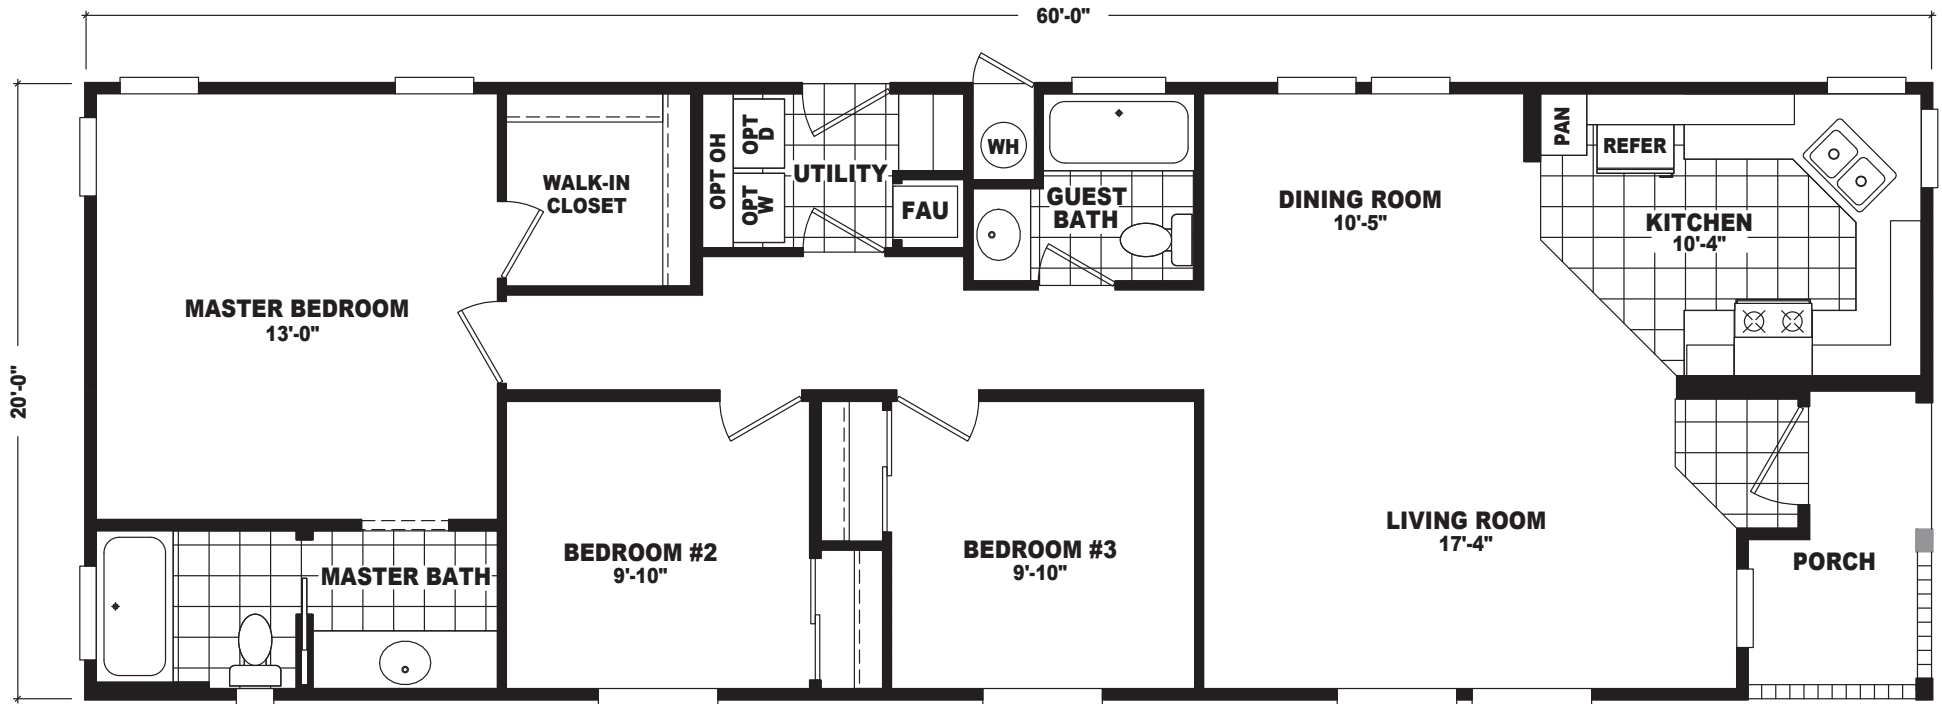 60'-0"
20'-0"
MASTER BEDROOM
13'-0"
WALK-IN
CLOSET
OPT OH
OPT
D
OPT
W
UTILITY
FAU
WH
GUEST
BATH
DINING ROOM
10'-5"
PAN
REFER
KITCHEN
10'-4"
MASTER BATH
BEDROOM #2
9'-10"
BEDROOM #3
9'-10"
LIVING ROOM
17'-4"
PORCH